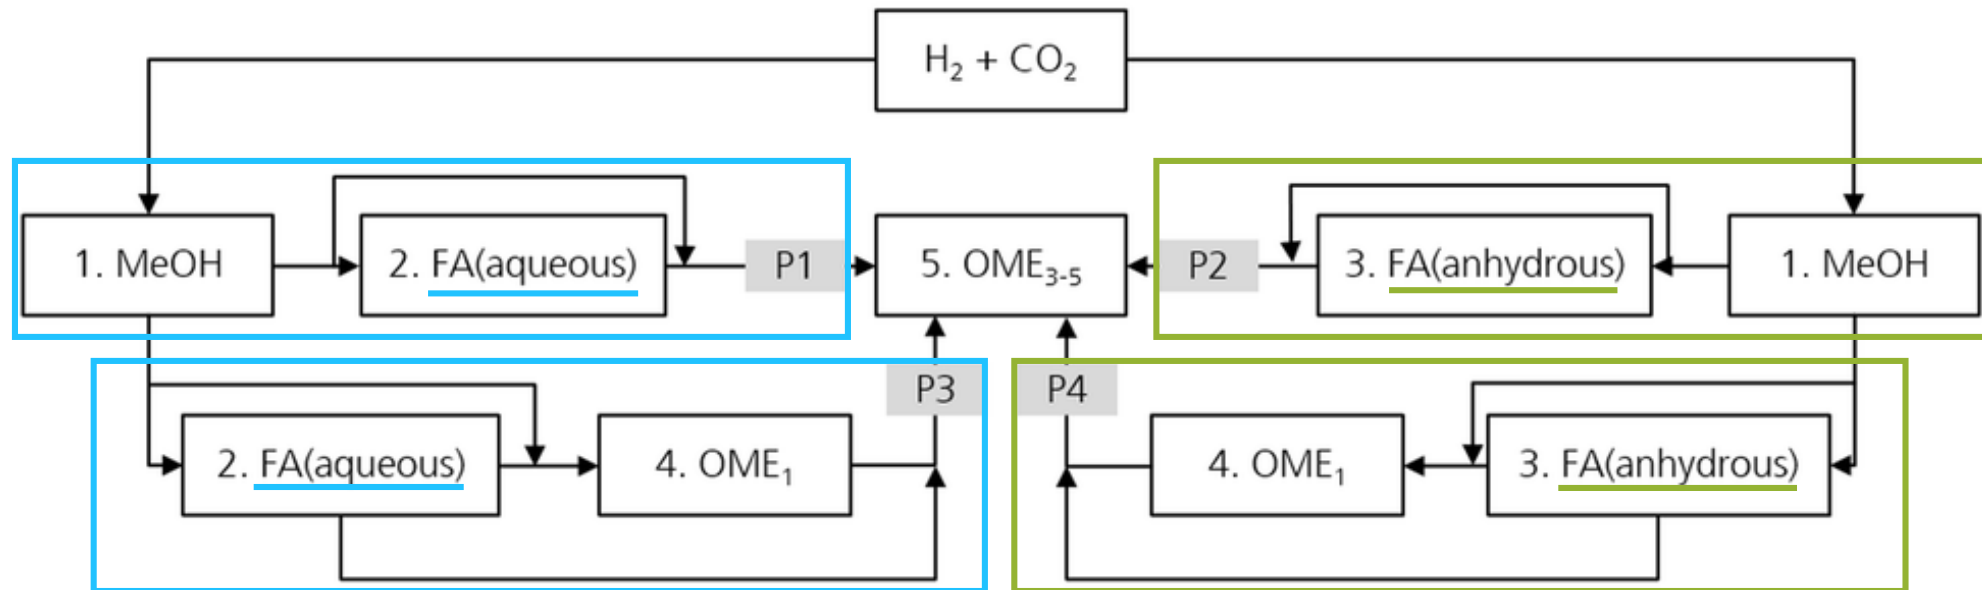 H₂ + CO₂
1. MeOH
2. FA(aqueous)
P1
5. OME₃₋₅
P2
3. FA(anhydrous)
1. MeOH
P3
P4
2. FA(aqueous)
4. OME₁
4. OME₁
3. FA(anhydrous)